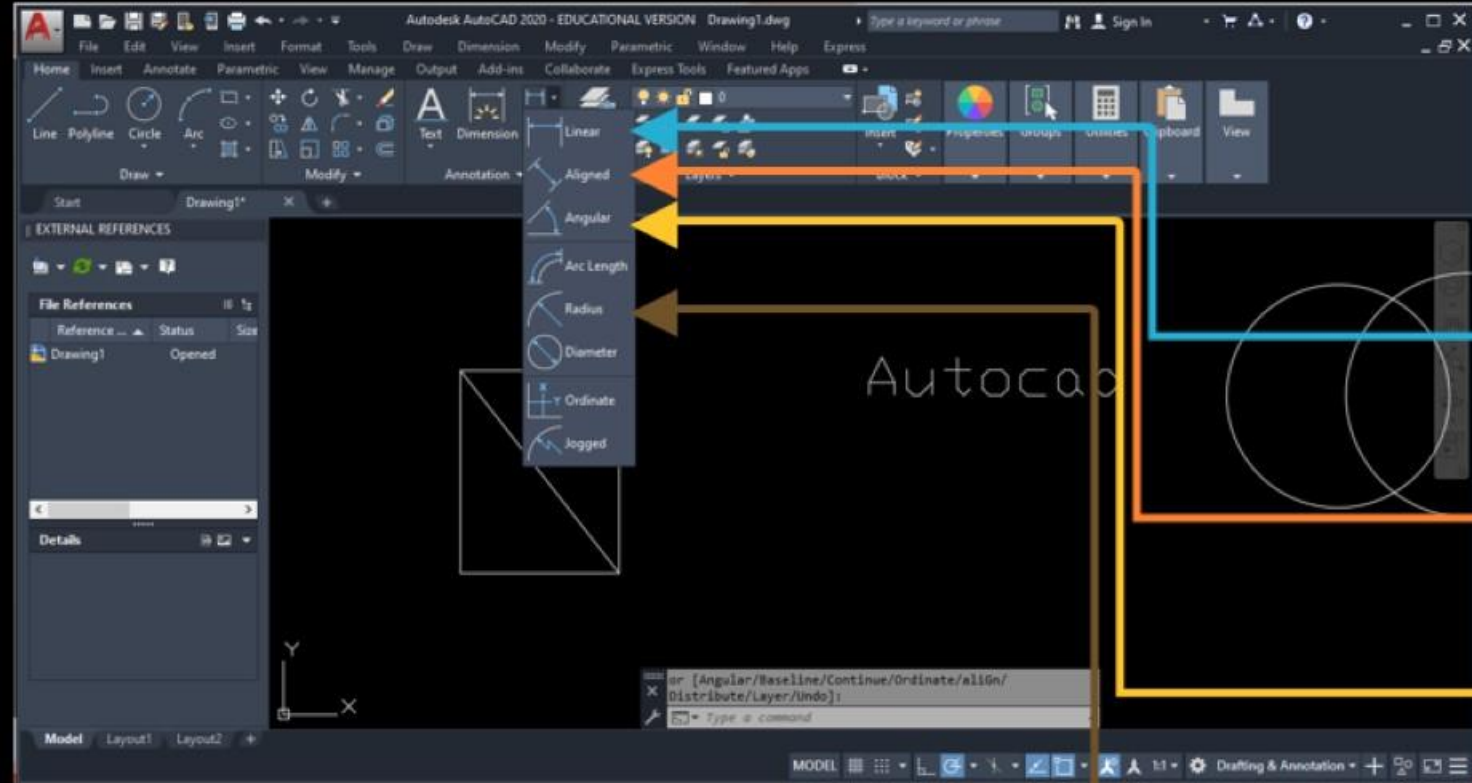 Autodesk AutoCAD 2020 - EDUCATIONAL VERSION Drawing1.dwg Type a keyword or phrase Sign In
File Edit View Insert Format Tools Draw Dimension Modify Parametric Window Help Express
Home Insert Annotate Parametric View Manage Output Add-ins Collaborate Express Tools Featured Apps
0
Line Polyline Circle Arc Text Dimension Linear Insert Properties Groups Utilities View
Draw Modify Annotation Aligned Layers Block
Start Drawing1* Angular
EXTERNAL REFERENCES
Arc Length
File References Radius
Reference ... Status Size
Drawing1 Opened Diameter
Autocad
X
Y Ordinate
Jogged
Details
Y
X
or [Angular/Baseline/Continue/Ordinate/aliGn/
Distribute/Layer/Undo]:
Type a command
Model Layout1 Layout2 +
MODEL 1:1 Drafting & Annotation